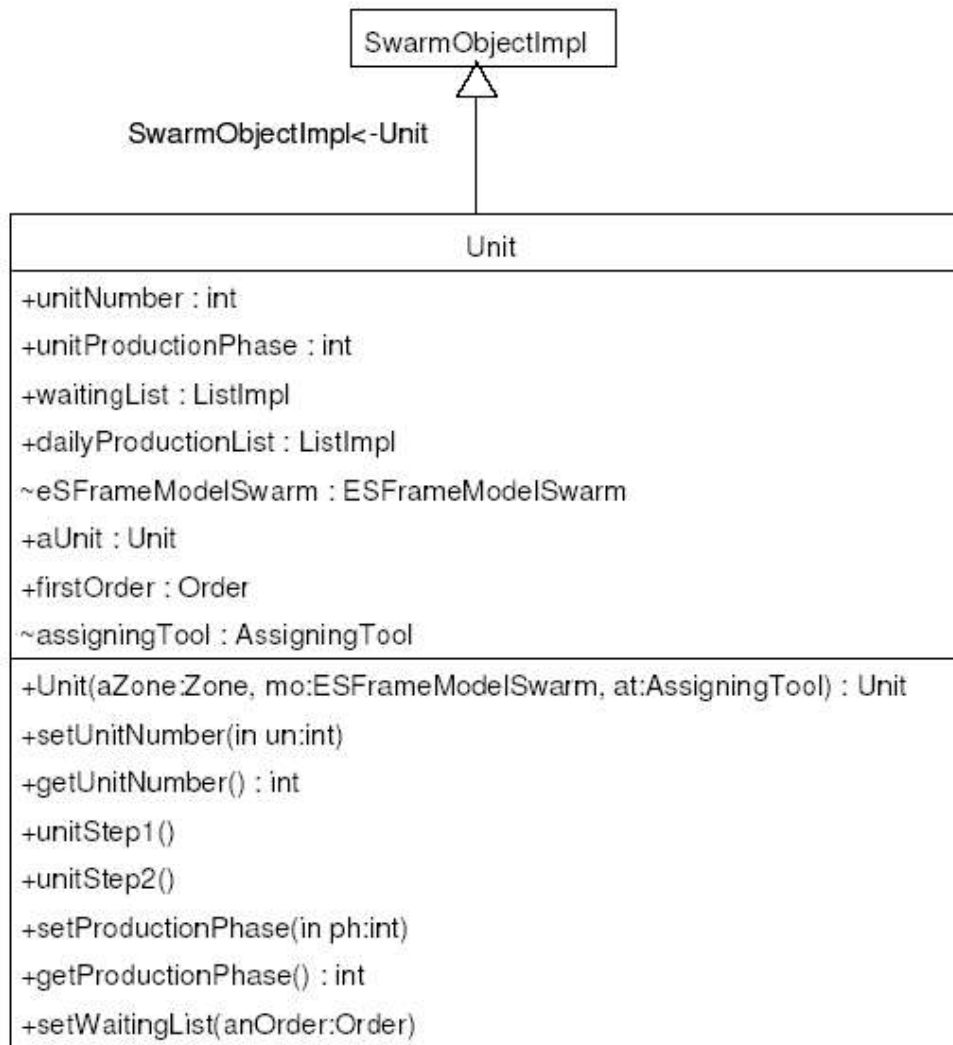 SwarmObjectImpl
SwarmObjectImpl<-Unit
Unit
+unitNumber : int
+unitProductionPhase : int
+waitingList : ListImpl
+dailyProductionList : ListImpl
~eSFrameModelSwarm : ESFrameModelSwarm
+aUnit : Unit
+firstOrder : Order
~assigningTool : AssigningTool
+Unit(aZone:Zone, mo:ESFrameModelSwarm, at:AssigningTool) : Unit
+setUnitNumber(in un:int)
+getUnitNumber() : int
+unitStep1()
+unitStep2()
+setProductionPhase(in ph:int)
+getProductionPhase() : int
+setWaitingList(anOrder:Order)